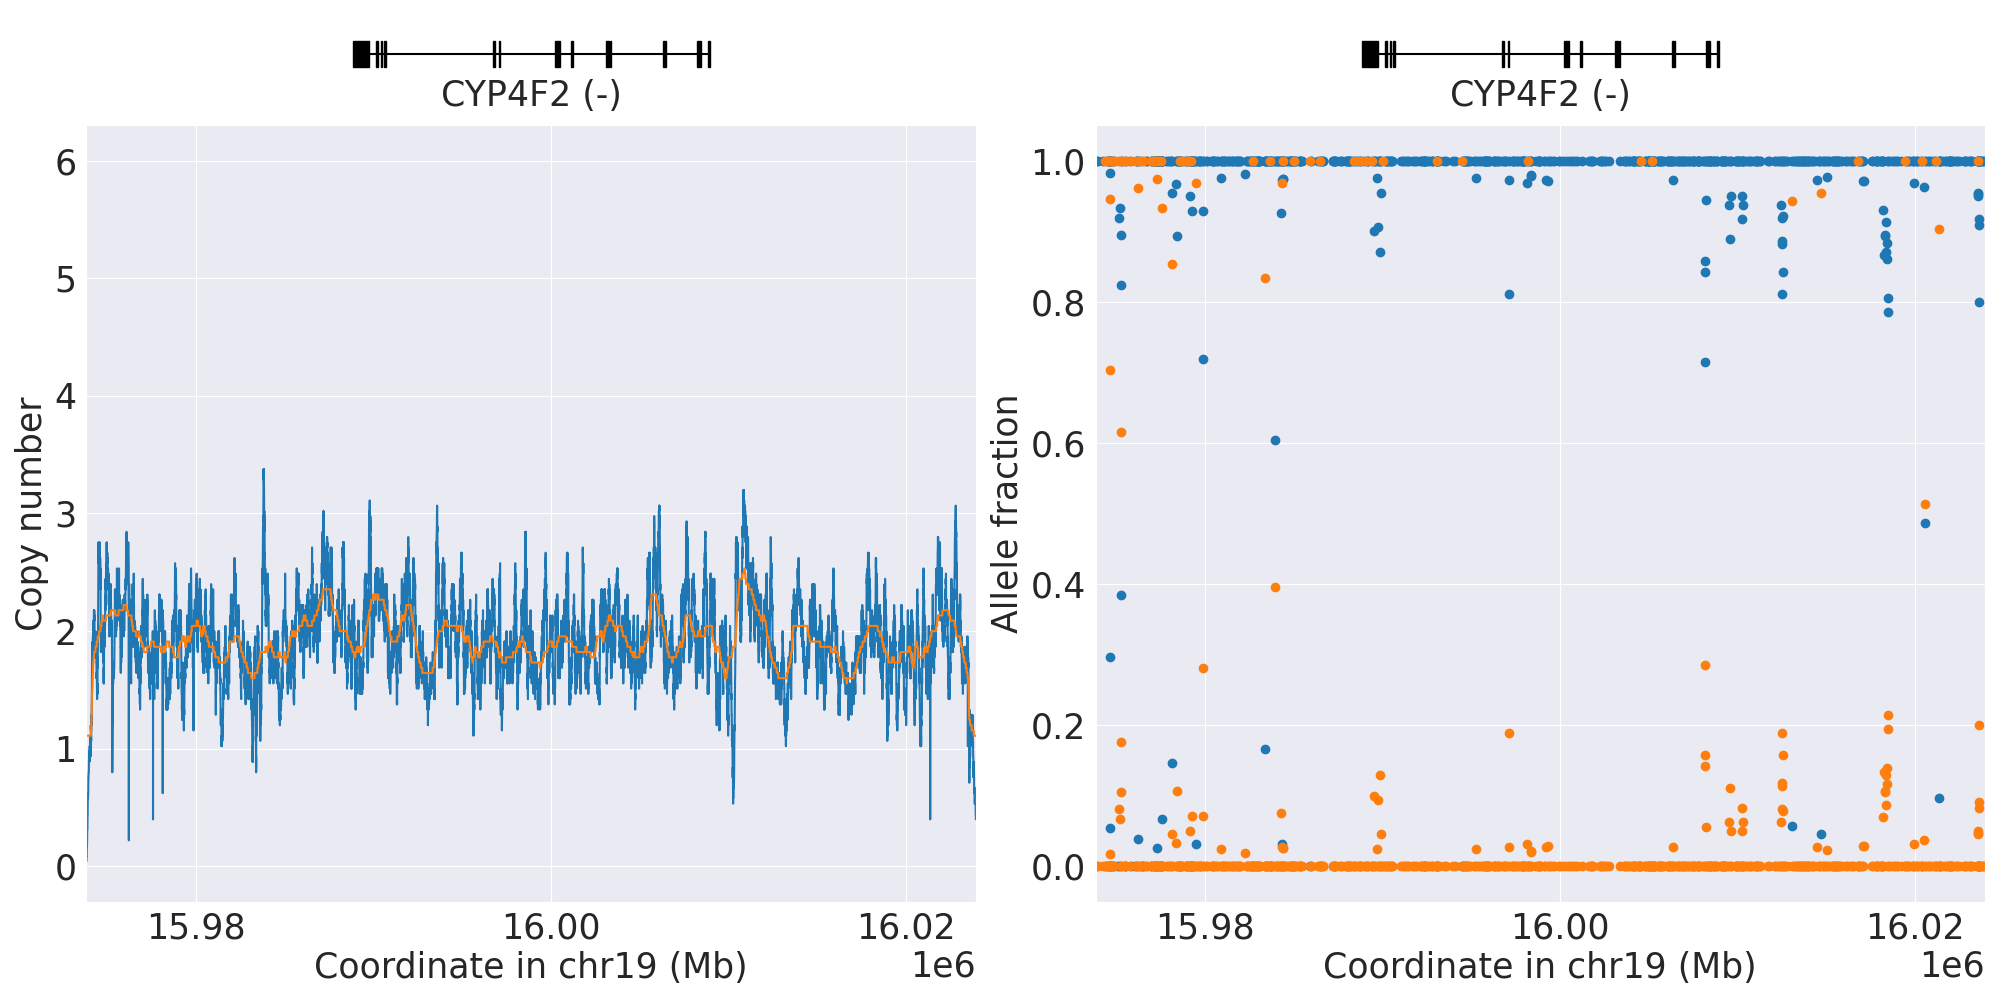 CYP4F2 (-)
CYP4F2 (-)
Copy number
6
5
4
3
2
1
0
15.98
16.00
16.02
Coordinate in chr19 (Mb)
1e6
Allele fraction
1.0
0.8
0.6
0.4
0.2
0.0
15.98
16.00
16.02
Coordinate in chr19 (Mb)
1e6